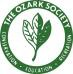 THE OZARK SOCIETY
CONSERVATION · EDUCATION · RECREATION